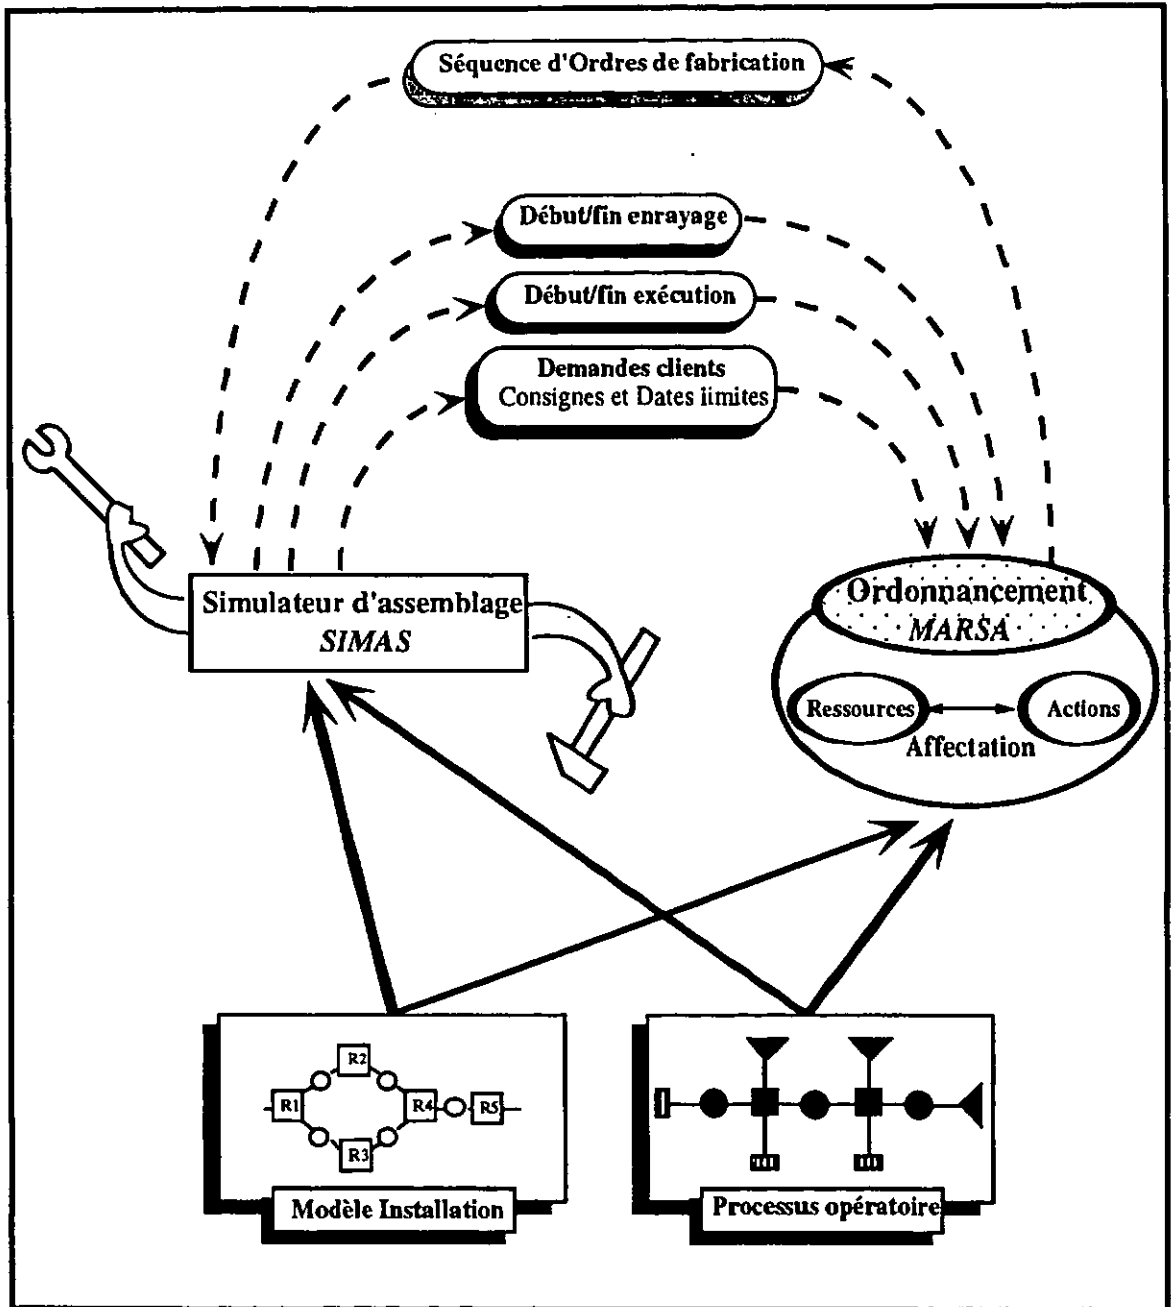 Séquence d'Ordres de fabrication
Début/fin enrayage
Début/fin exécution
Demandes clients
Consignes et Dates limites
Simulateur d'assemblage
SIMAS
Ordonnancement
MARSA
Ressources
Actions
Affectation
R2
R1
R4
R5
R3
Modèle Installation
Processus opératoire